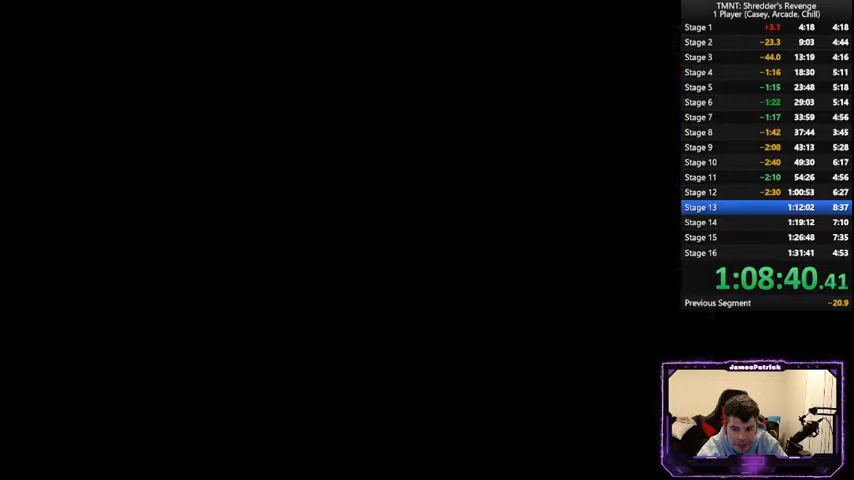 TMNT: Shredder's Revenge
1 Player (Casey, Arcade, Chill)
Stage 1 +3.1 4:18 4:18
Stage 2 −23.3 9:03 4:44
Stage 3 −44.0 13:19 4:16
Stage 4 −1:16 18:30 5:11
Stage 5 −1:15 23:48 5:18
Stage 6 −1:22 29:03 5:14
Stage 7 −1:17 33:59 4:56
Stage 8 −1:42 37:44 3:45
Stage 9 −2:08 43:13 5:28
Stage 10 −2:40 49:30 6:17
Stage 11 −2:10 54:26 4:56
Stage 12 −2:30 1:00:53 6:27
Stage 13 1:12:02 8:37
Stage 14 1:19:12 7:10
Stage 15 1:26:48 7:35
Stage 16 1:31:41 4:53
1:08:40.41
Previous Segment −20.9
JamesPatrick